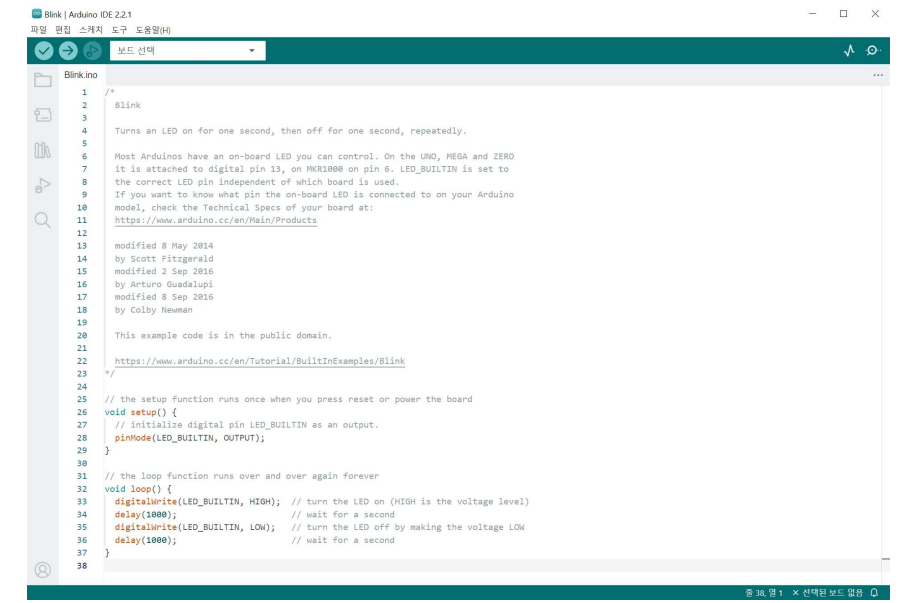 Blink | Arduino IDE 2.2.1
파일 편집 스케치 도구 도움말(H)
보드 선택
Blink.ino
1 /*
2 Blink
3
4 Turns an LED on for one second, then off for one second, repeatedly.
5
6 Most Arduinos have an on-board LED you can control. On the UNO, MEGA and ZERO
7 it is attached to digital pin 13, on MKR1000 on pin 6. LED_BUILTIN is set to
8 the correct LED pin independent of which board is used.
9 If you want to know what pin the on-board LED is connected to on your Arduino
10 model, check the Technical Specs of your board at:
11 https://www.arduino.cc/en/Main/Products
12
13 modified 8 May 2014
14 by Scott Fitzgerald
15 modified 2 Sep 2016
16 by Arturo Guadalupi
17 modified 8 Sep 2016
18 by Colby Newman
19
20 This example code is in the public domain.
21
22 https://www.arduino.cc/en/Tutorial/BuiltInExamples/Blink
23 */
24
25 // the setup function runs once when you press reset or power the board
26 void setup() {
27 // initialize digital pin LED_BUILTIN as an output.
28 pinMode(LED_BUILTIN, OUTPUT);
29 }
30
31 // the loop function runs over and over again forever
32 void loop() {
33 digitalWrite(LED_BUILTIN, HIGH); // turn the LED on (HIGH is the voltage level)
34 delay(1000); // wait for a second
35 digitalWrite(LED_BUILTIN, LOW); // turn the LED off by making the voltage LOW
36 delay(1000); // wait for a second
37 }
38
줄 38, 열 1 × 선택된 보드 없음